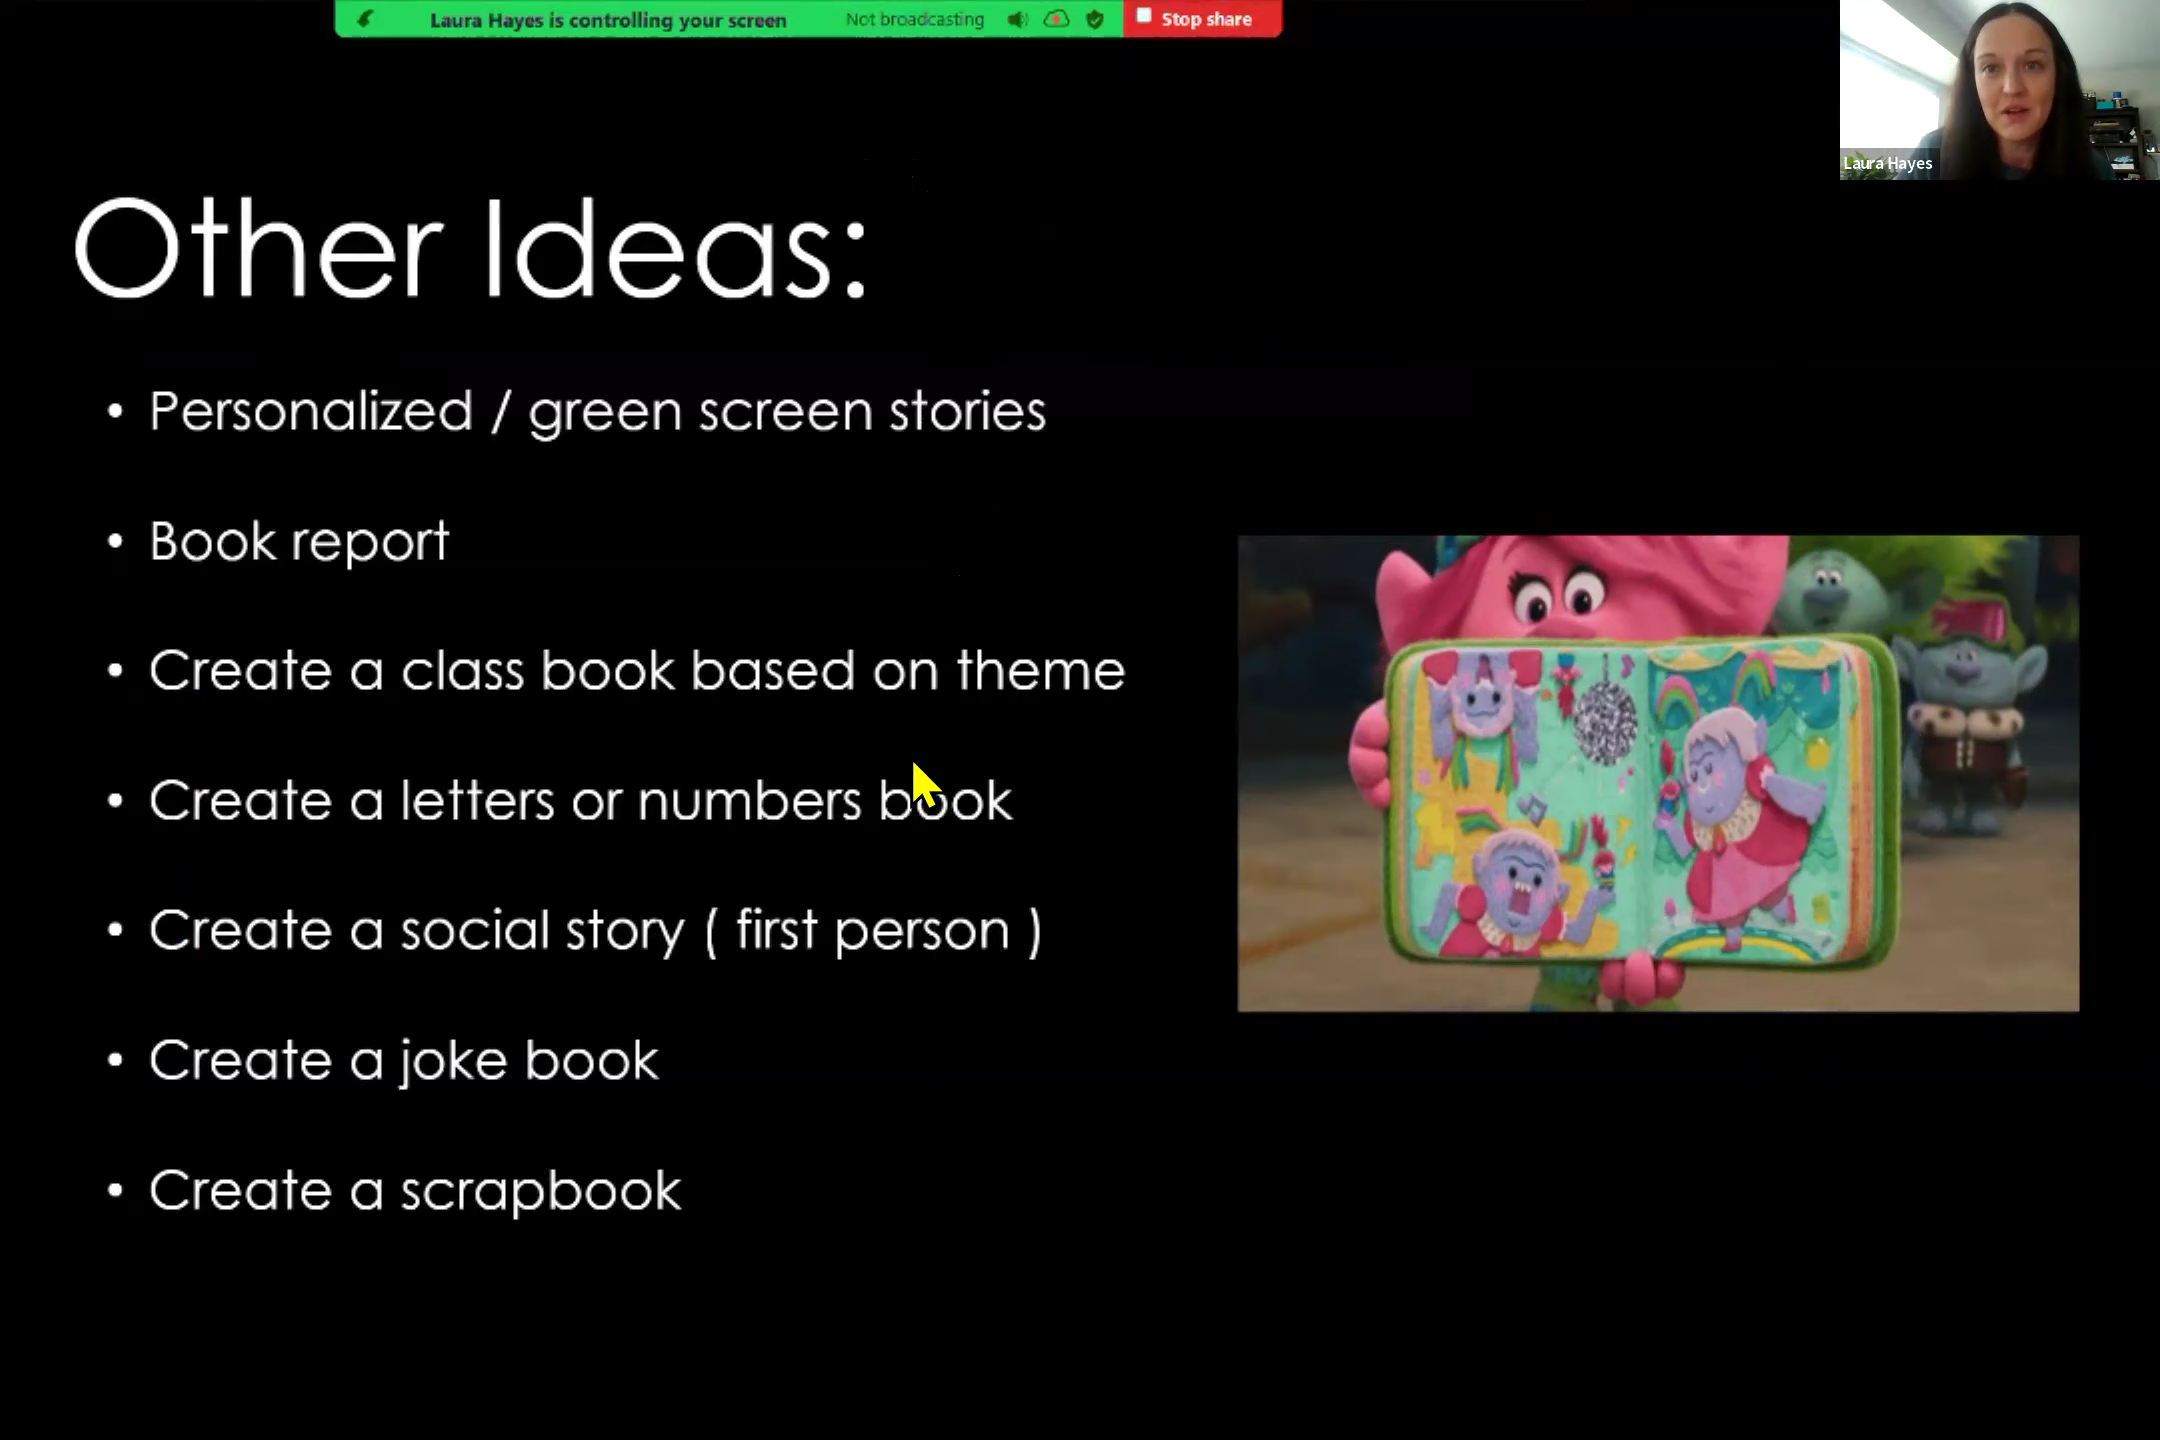 Laura Hayes is controlling your screen
Not broadcasting
Stop share
Laura Hayes
Other Ideas:
• Personalized / green screen stories
• Book report
• Create a class book based on theme
• Create a letters or numbers book
• Create a social story ( first person )
• Create a joke book
• Create a scrapbook